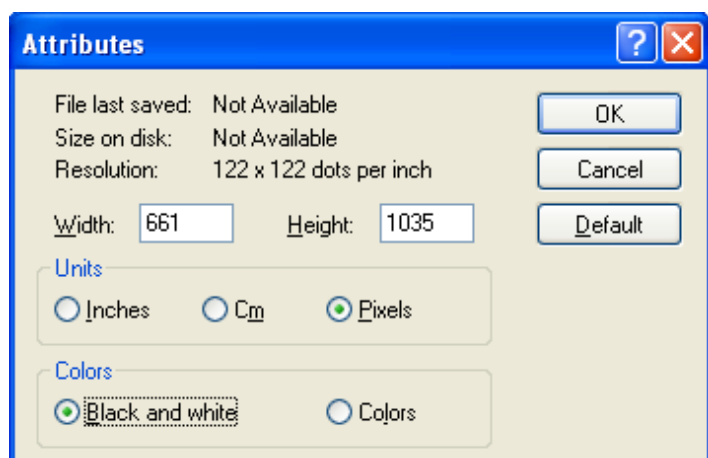 Attributes
File last saved: Not Available
OK
Size on disk: Not Available
Resolution: 122 x 122 dots per inch
Cancel
Width: 661 Height: 1035
Default
Units
Inches Cm Pixels
Colors
Black and white Colors